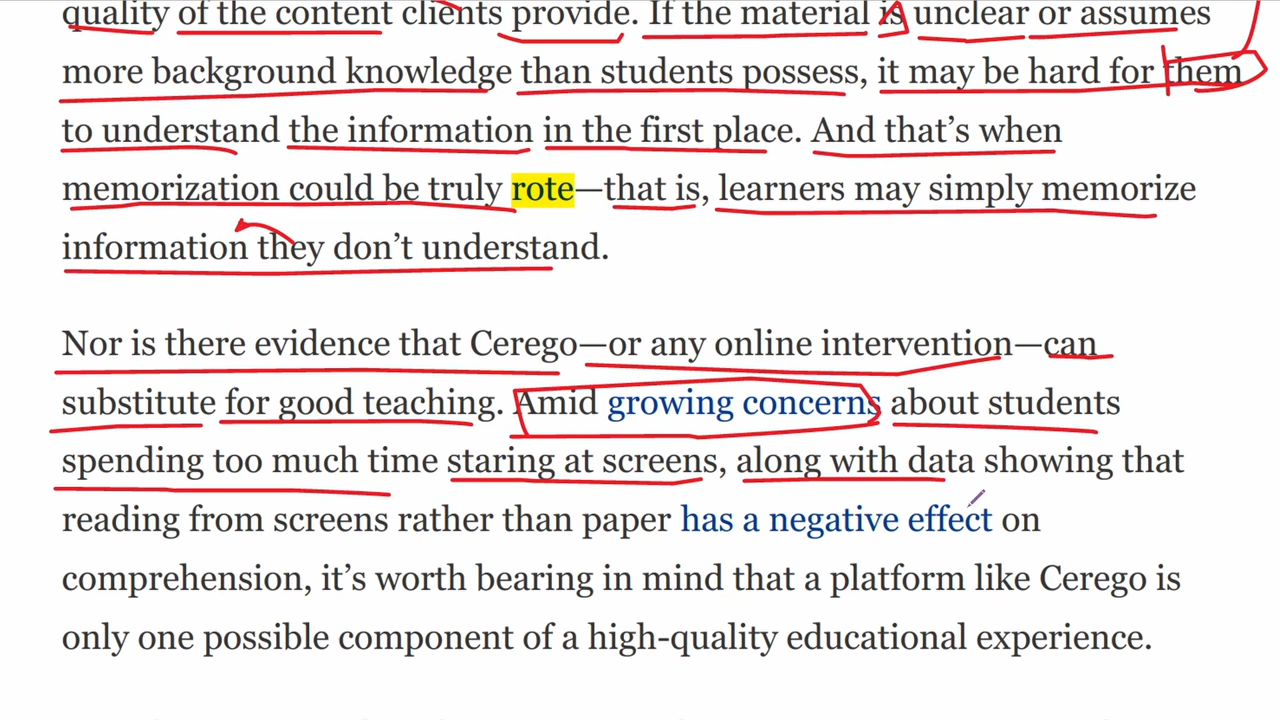 quality of the content clients provide. If the material is unclear or assumes
more background knowledge than students possess, it may be hard for them
to understand the information in the first place. And that’s when
memorization could be truly rote—that is, learners may simply memorize
information they don’t understand.
Nor is there evidence that Cerego—or any online intervention—can
substitute for good teaching. Amid growing concerns about students
spending too much time staring at screens, along with data showing that
reading from screens rather than paper has a negative effect on
comprehension, it’s worth bearing in mind that a platform like Cerego is
only one possible component of a high-quality educational experience.